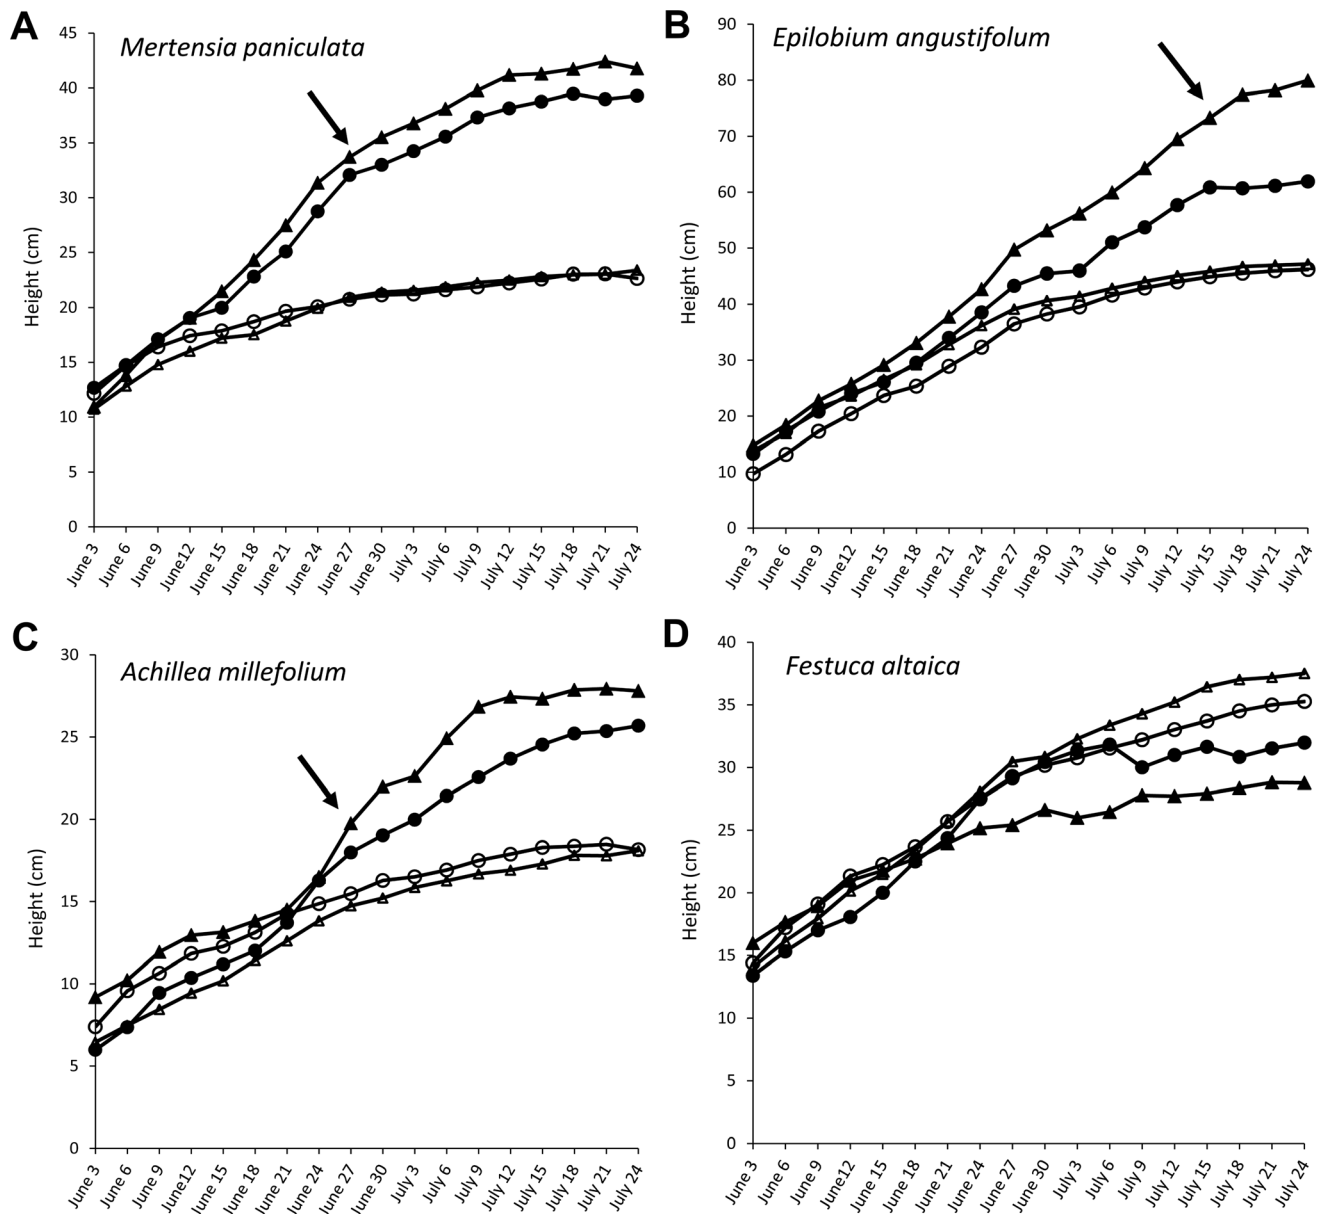 A
Mertensia paniculata
45
40
35
30
25
20
15
10
5
0
Height (cm)
June 3
June 6
June 9
June12
June 15
June 18
June 21
June 24
June 27
June 30
July 3
July 6
July 9
July 12
July 15
July 18
July 21
July 24
B
Epilobium angustifolum
90
80
70
60
50
40
30
20
10
0
Height (cm)
June 3
June 6
June 9
June12
June 15
June 18
June 21
June 24
June 27
June 30
July 3
July 6
July 9
July 12
July 15
July 18
July 21
July 24
C
Achillea millefolium
30
25
20
15
10
5
0
Height (cm)
June 3
June 6
June 9
June12
June 15
June 18
June 21
June 24
June 27
June 30
July 3
July 6
July 9
July 12
July 15
July 18
July 21
July 24
D
Festuca altaica
40
35
30
25
20
15
10
5
0
Height (cm)
June 3
June 6
June 9
June12
June 15
June 18
June 21
June 24
June 27
June 30
July 3
July 6
July 9
July 12
July 15
July 18
July 21
July 24